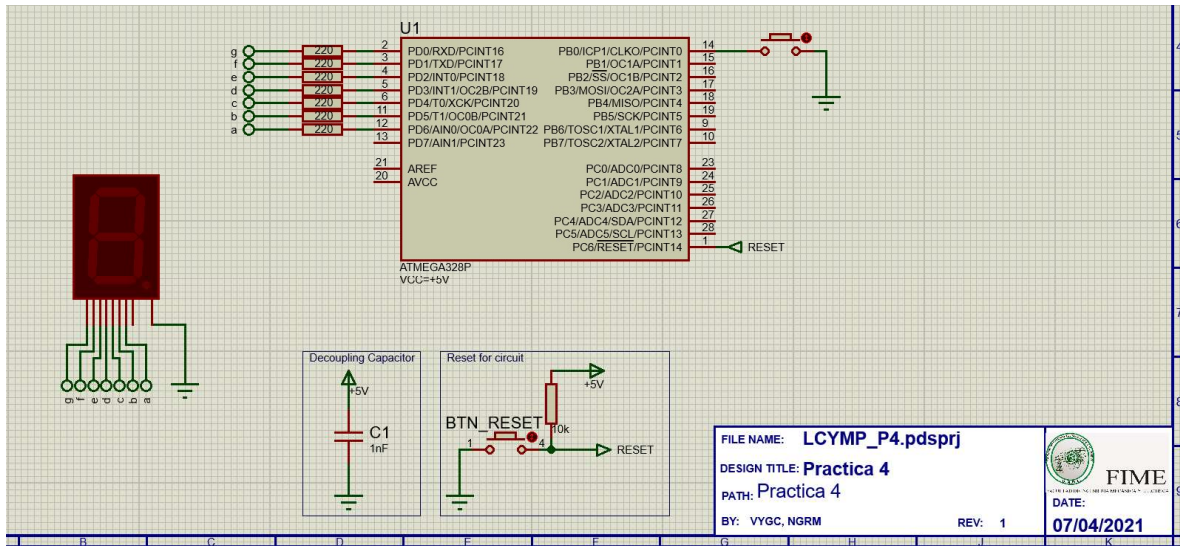 U1
g 220 2 PD0/RXD/PCINT16 PB0/ICP1/CLKO/PCINT0 14
f 220 3 PD1/TXD/PCINT17 PB1/OC1A/PCINT1 15
e 220 4 PD2/INT0/PCINT18 PB2/SS/OC1B/PCINT2 16
d 220 5 PD3/INT1/OC2B/PCINT19 PB3/MOSI/OC2A/PCINT3 17
c 220 6 PD4/T0/XCK/PCINT20 PB4/MISO/PCINT4 18
b 220 11 PD5/T1/OC0B/PCINT21 PB5/SCK/PCINT5 19
a 220 12 PD6/AIN0/OC0A/PCINT22 PB6/TOSC1/XTAL1/PCINT6 9
13 PD7/AIN1/PCINT23 PB7/TOSC2/XTAL2/PCINT7 10
21 AREF PC0/ADC0/PCINT8 23
20 AVCC PC1/ADC1/PCINT9 24
PC2/ADC2/PCINT10 25
PC3/ADC3/PCINT11 26
PC4/ADC4/SDA/PCINT12 27
PC5/ADC5/SCL/PCINT13 28
PC6/RESET/PCINT14 1 RESET
ATMEGA328P
VCC=+5V
g f e d c b a
Decoupling Capacitor
+5V
C1
1nF
Reset for circuit
+5V
BTN_RESET
10k
1 4 RESET
FILE NAME: LCYMP_P4.pdsprj
DESIGN TITLE: Practica 4
PATH: Practica 4
BY: VYGC, NGRM REV: 1
FIME
DATE:
07/04/2021
4
5
6
7
8
9
B C D E F G H J K